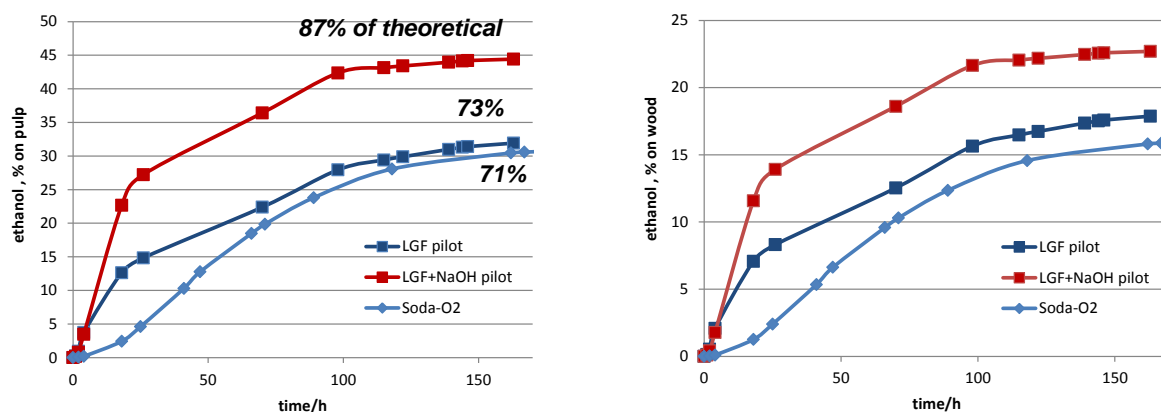 87% of theoretical
73%
71%
ethanol , % on pulp
50
45
40
35
30
25
20
15
10
5
0
0
50
100
150
time/h
LGF pilot
LGF+NaOH pilot
Soda-O2
ethanol , % on wood
25
20
15
10
5
0
0
50
100
150
time/h
LGF pilot
LGF+NaOH pilot
Soda-O2